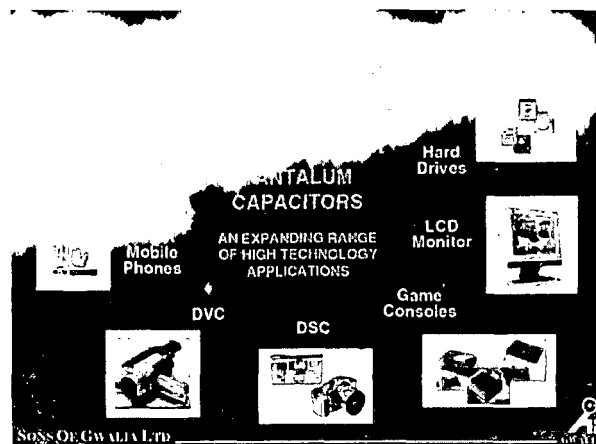 Hard
Drives
TANTALUM
CAPACITORS
LCD
Monitor
AN EXPANDING RANGE
OF HIGH TECHNOLOGY
APPLICATIONS
Mobile
Phones
Game
Consoles
DVC
DSC
SONS OF GWALIA LTD